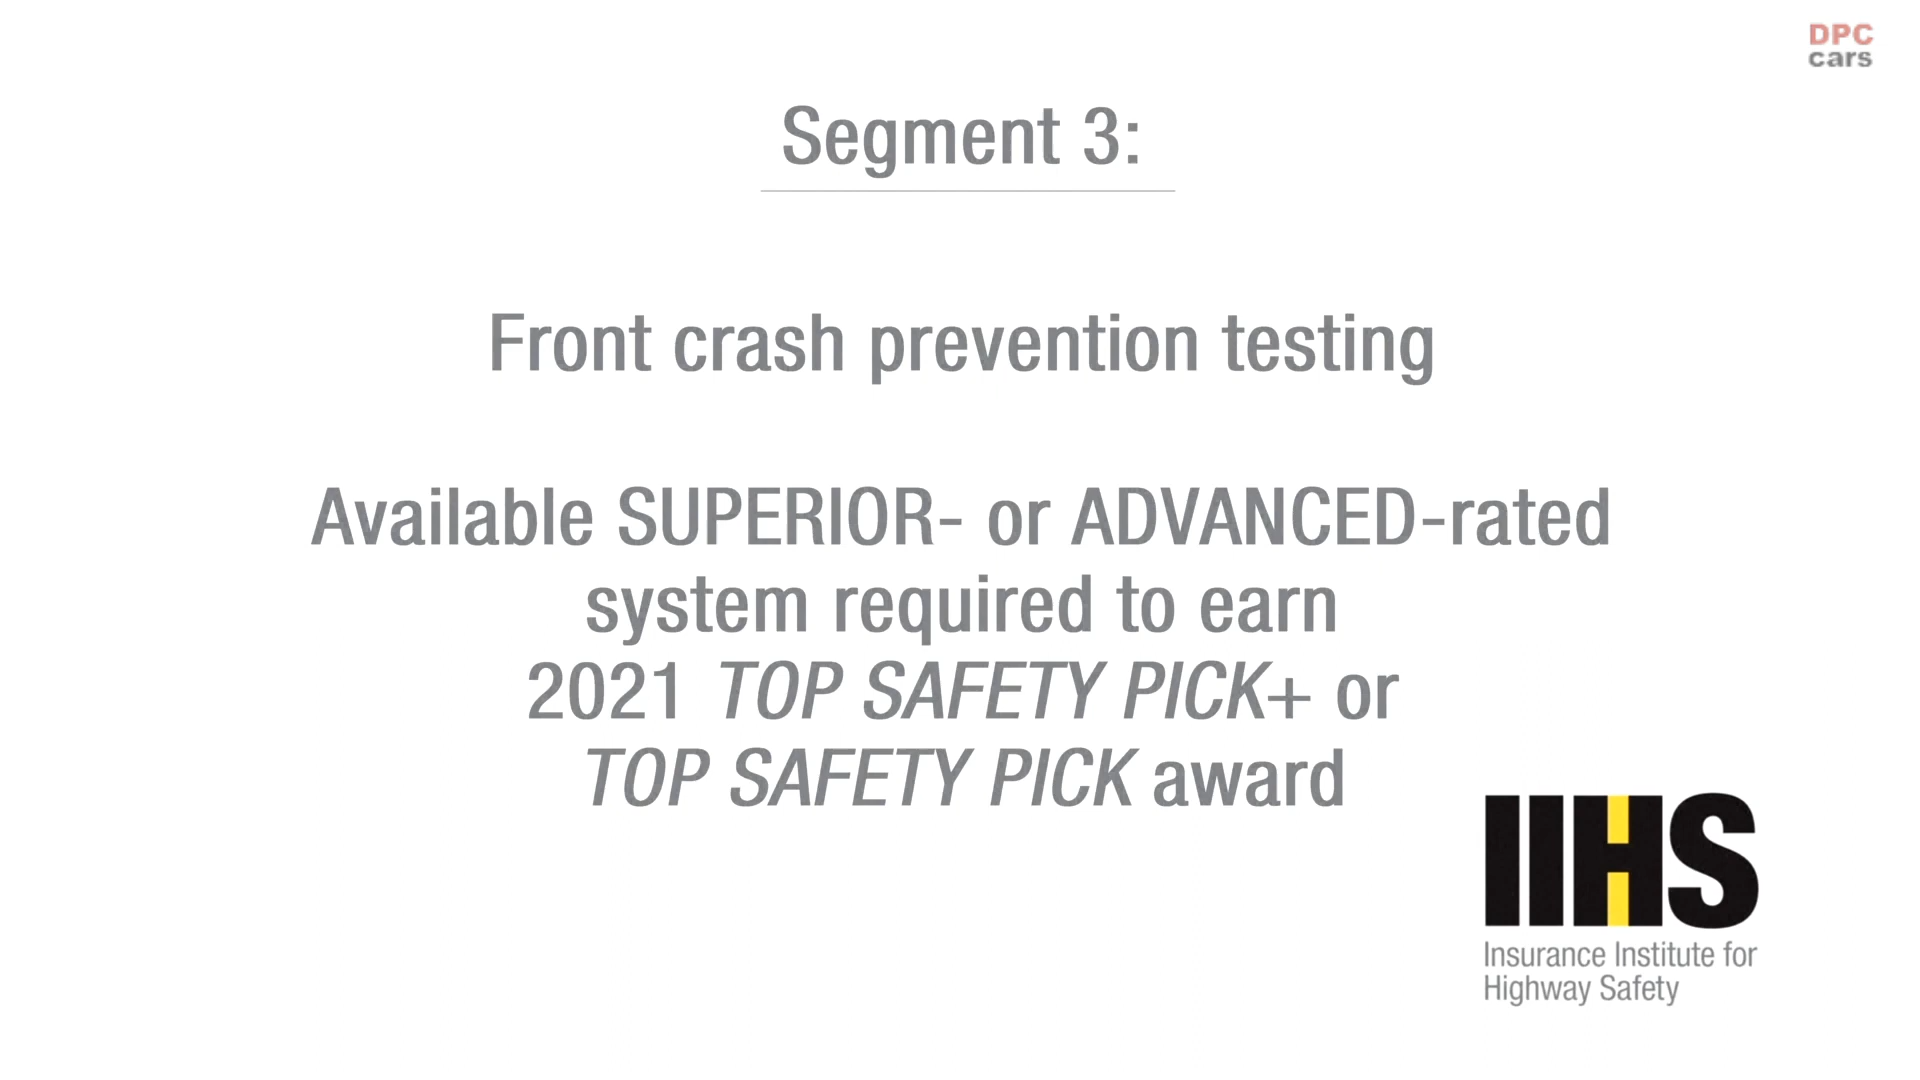 DPC
cars
Segment 3:
Front crash prevention testing
Available SUPERIOR- or ADVANCED-rated
system required to earn
2021 TOP SAFETY PICK+ or
TOP SAFETY PICK award
IIHS
Insurance Institute for
Highway Safety